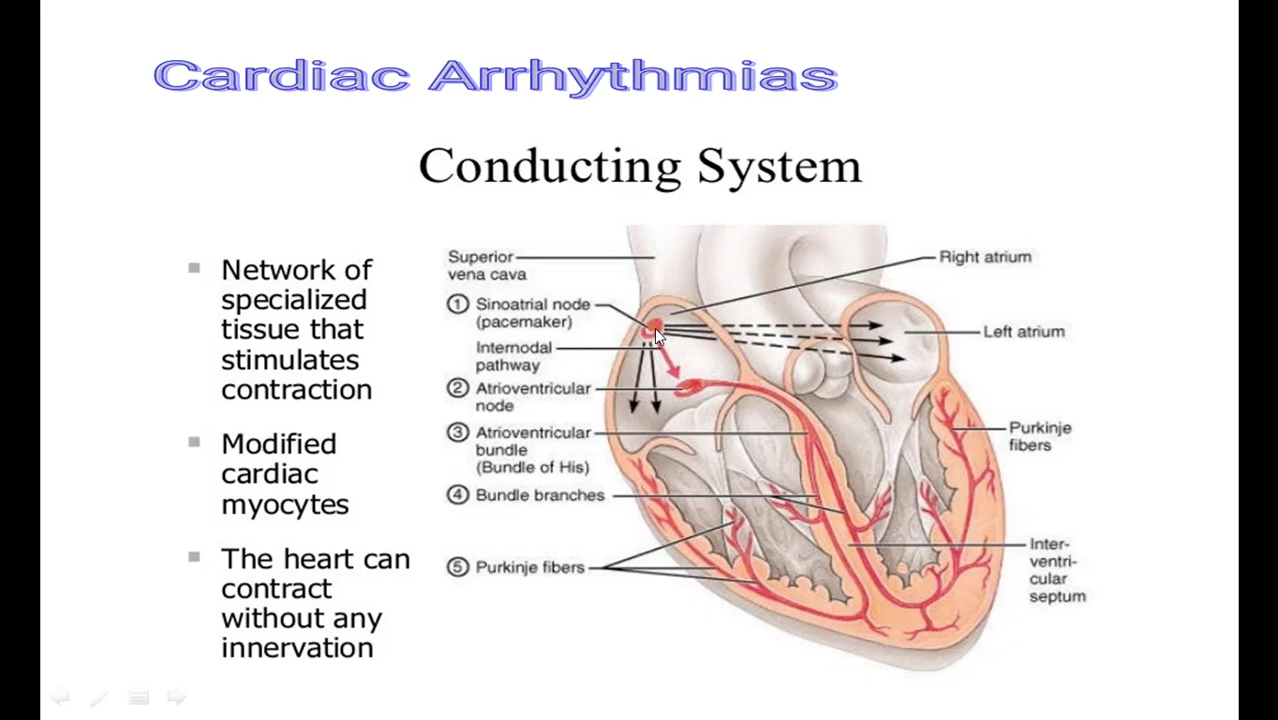 Cardiac Arrhythmias
Conducting System
Network of
specialized
tissue that
stimulates
contraction
Modified
cardiac
myocytes
The heart can
contract
without any
innervation
Superior
vena cava
1 Sinoatrial node
(pacemaker)
Internodal
pathway
2 Atrioventricular
node
3 Atrioventricular
bundle
(Bundle of His)
4 Bundle branches
5 Purkinje fibers
Right atrium
Left atrium
Purkinje
fibers
Inter-
ventri-
cular
septum